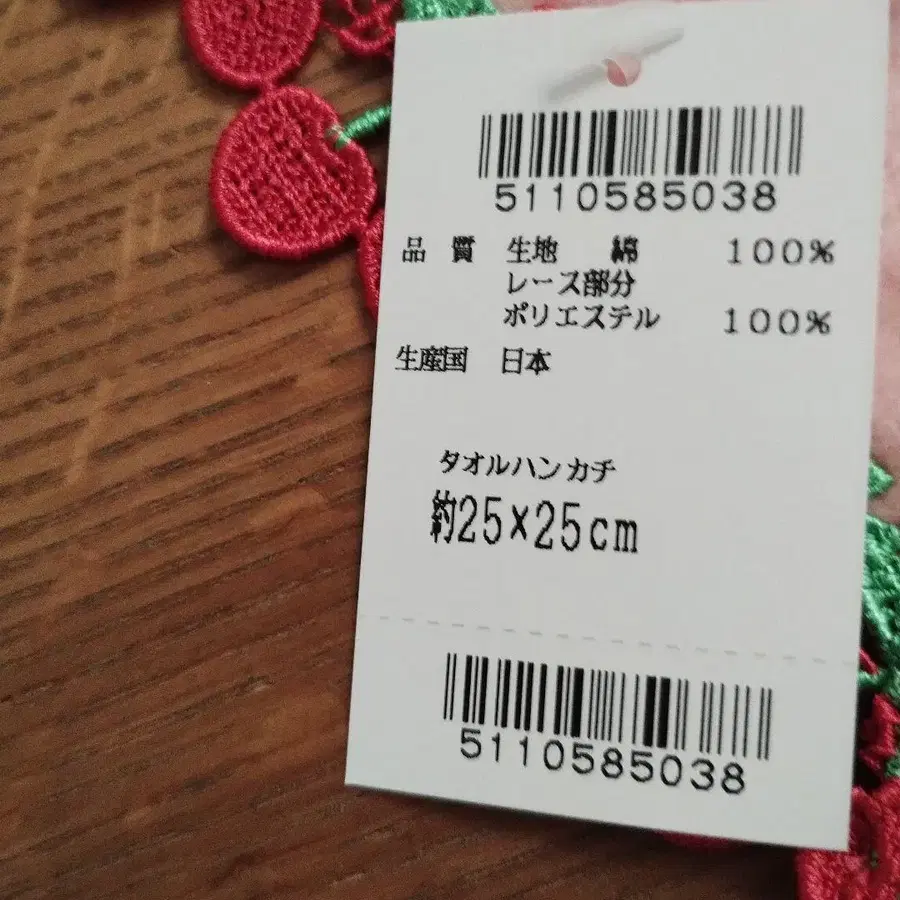 5110585038
品 質 生地 綿 100%
レース部分
ポリエステル 100%
生産国 日本
タオルハンカチ
約25×25cm
5110585038